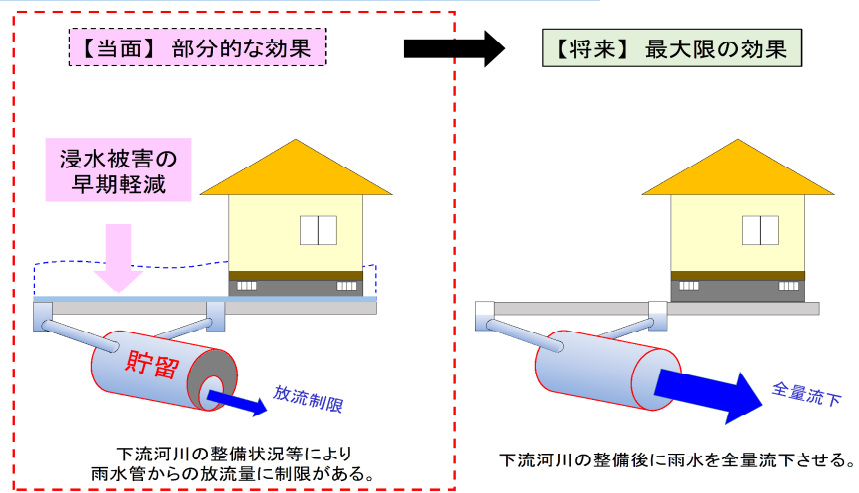 【当面】 部分的な効果
浸水被害の
早期軽減
貯留
放流制限
下流河川の整備状況等により
雨水管からの放流量に制限がある。
【将来】 最大限の効果
全量流下
下流河川の整備後に雨水を全量流下させる。